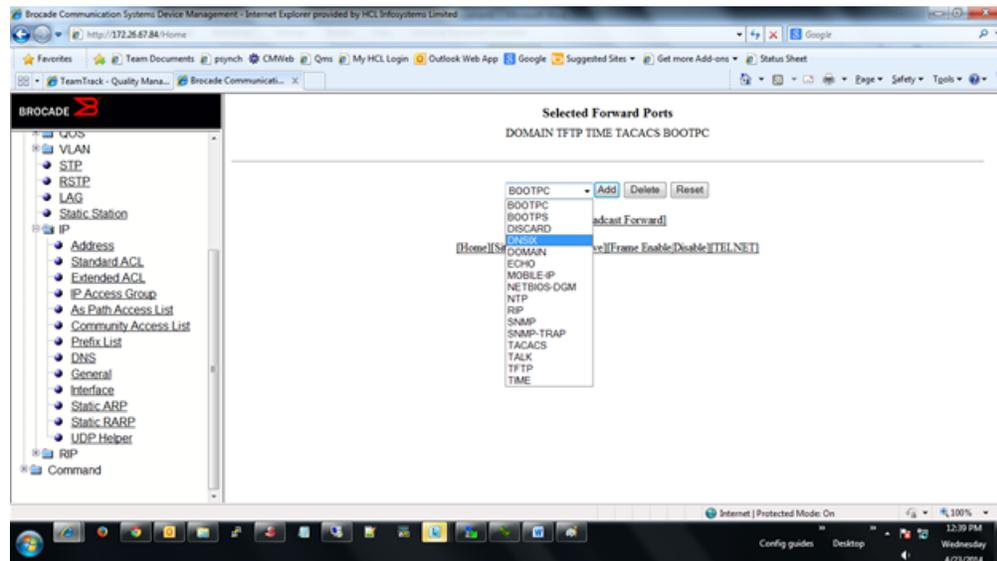 Brocade Communication Systems Device Management - Internet Explorer provided by HCL Infosystems Limited
http://172.26.67.84/Home
Google
Favorites Team Documents psynch CMWeb Qms My HCL Login Outlook Web App Google Suggested Sites Get more Add-ons Status Sheet
TeamTrack - Quality Mana... Brocade Communicati... X
Page Safety Tools
BROCADE
QOS
VLAN
STP
RSTP
LAG
Static Station
IP
Address
Standard ACL
Extended ACL
IP Access Group
As Path Access List
Community Access List
Prefix List
DNS
General
Interface
Static ARP
Static RARP
UDP Helper
RIP
Command
Selected Forward Ports
DOMAIN TFTP TIME TACACS BOOTPC
BOOTPC Add Delete Reset
BOOTPC
BOOTPS
DISCARD
DNSIX
DOMAIN
ECHO
MOBILE-IP
NETBIOS-DGM
NTP
RIP
SNMP
SNMP-TRAP
TACACS
TALK
TFTP
TIME
adcast Forward]
[Home][Si ve][Frame Enable|Disable][TELNET]
Internet | Protected Mode: On 100%
Config guides Desktop
12:39 PM
Wednesday
4/23/2014